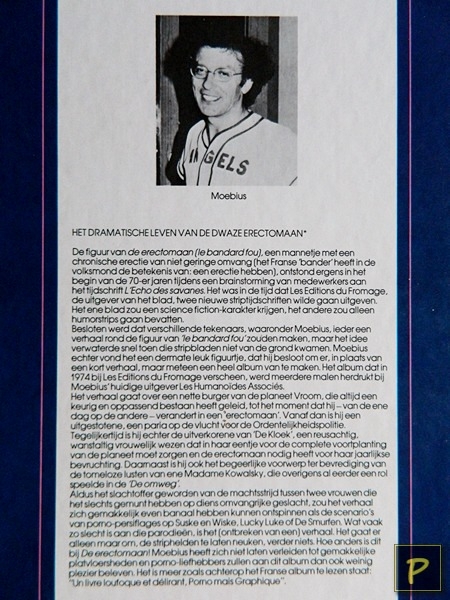 ANGELS
Moebius
HET DRAMATISCHE LEVEN VAN DE DWAZE ERECTOMAAN*
De figuur van de erectomaan (le bandard fou), een mannetje met een
chronische erectie van niet geringe omvang (het Franse 'bander' heeft in de
volksmond de betekenis van: een erectie hebben), ontstond ergens in het
begin van de 70-er jaren tijdens een brainstorming van medewerkers aan
het tijdschrift L'Echo des savanes. Het was in de tijd dat Les Editions du Fromage,
de uitgever van het blad, twee nieuwe striptijdschriften wilde gaan uitgeven.
Het ene blad zou een science fiction-karakter krijgen, het andere zou alleen
humorstrips gaan bevatten.
Besloten werd dat verschillende tekenaars, waaronder Moebius, ieder een
verhaal rond de figuur van 'le bandard fou' zouden maken, maar het idee
verwaterde snel toen die stripbladen niet van de grond kwamen. Moebius
echter vond het een dermate leuk figuurtje, dat hij besloot om er, in plaats van
een kort verhaal, maar meteen een heel album van te maken. Het album dat in
1974 bij Les Editions du Fromage verscheen, werd meerdere malen herdrukt bij
Moebius' huidige uitgever Les Humanoïdes Associés.
Het verhaal gaat over een nette burger van de planeet Vroom, die altijd een
keurig en oppassend bestaan heeft geleid, tot het moment dat hij – van de ene
dag op de andere – verandert in een 'erectomaan'. Vanaf dan is hij een
uitgestotene, een paria op de vlucht voor de Ordentelijkheidspolitie.
Tegelijkertijd is hij echter de uitverkorene van 'De Kloek', een reusachtig,
wanstaltig vrouwelijk wezen dat in haar eentje voor de complete voortplanting
van de planeet moet zorgen en de erectomaan nodig heeft voor haar jaarlijkse
bevruchting. Daarnaast is hij ook het begeerlijke voorwerp ter bevrediging van
de tomeloze lusten van ene Madame Kowalsky, die overigens al eerder een rol
speelde in de 'De omweg'.
Aldus het slachtoffer geworden van de machtsstrijd tussen twee vrouwen die
het slechts gemunt hebben op diens omvangrijke geslacht, zou het verhaal
zich gemakkelijk even banaal hebben kunnen ontspinnen als de scenario's
van porno-persiflages op Suske en Wiske, Lucky Luke of De Smurfen. Wat vaak
zo slecht is aan die parodieën, is het (ontbreken van een) verhaal. Het gaat er
alleen maar om, de striphelden te laten neuken, verder niets. Hoe anders is dit
bij De erectomaan! Moebius heeft zich niet laten verleiden tot gemakkelijke
platvloersheden en porno-liefhebbers zullen aan dit album dan ook weinig
plezier beleven. Het is meer zoals achterop het Franse album te lezen staat:
"Un livre loufoque et délirant, Porno mais Graphique".
P